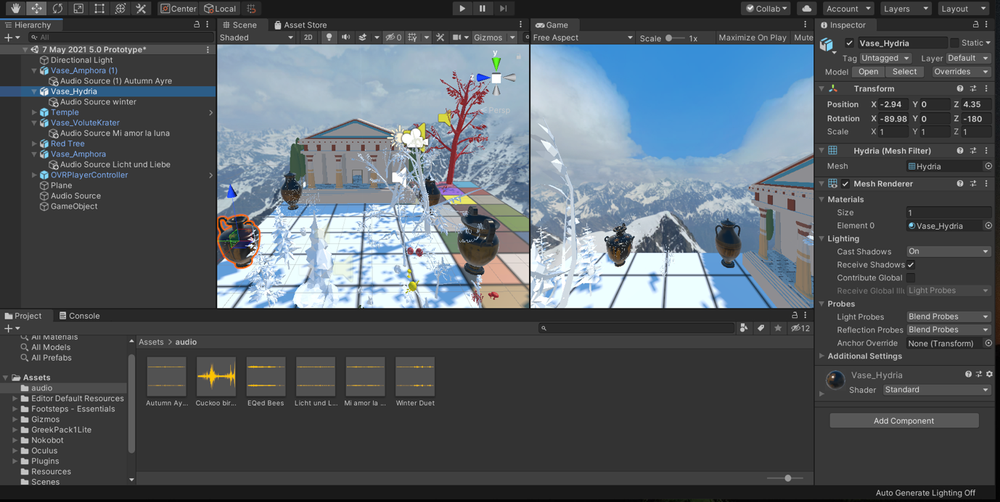 Center
Local
Collab
Account
Layers
Layout
Hierarchy
All
7 May 2021 5.0 Prototype*
Directional Light
Vase_Amphora (1)
Audio Source (1) Autumn Ayre
Vase_Hydria
Audio Source winter
Temple
Vase_VoluteKrater
Audio Source Mi amor la luna
Red Tree
Vase_Amphora
Audio Source Licht und Liebe
OVRPlayerController
Plane
Audio Source
GameObject
Scene
Asset Store
Shaded
2D
0
Gizmos
y
z
Persp
Game
Free Aspect
Scale
1x
Maximize On Play
Mute
Inspector
Vase_Hydria
Static
Tag Untagged
Layer Default
Model Open Select Overrides
Transform
Position X -2.94 Y 0 Z 4.35
Rotation X -89.98 Y 0 Z -180
Scale X 1 Y 1 Z 1
Hydria (Mesh Filter)
Mesh Hydria
Mesh Renderer
Materials
Size 1
Element 0 Vase_Hydria
Lighting
Cast Shadows On
Receive Shadows
Contribute Global
Receive Global Illu Light Probes
Probes
Light Probes Blend Probes
Reflection Probes Blend Probes
Anchor Override None (Transform)
Additional Settings
Vase_Hydria
Shader Standard
Add Component
Project
Console
12
All Materials
All Models
All Prefabs
Assets
audio
Editor Default Resources
Footsteps - Essentials
Gizmos
GreekPack1Lite
Nokobot
Oculus
Plugins
Resources
Scenes
Assets > audio
Autumn Ay...
Cuckoo bir...
EQed Bees
Licht und L...
Mi amor la ...
Winter Duet
Auto Generate Lighting Off